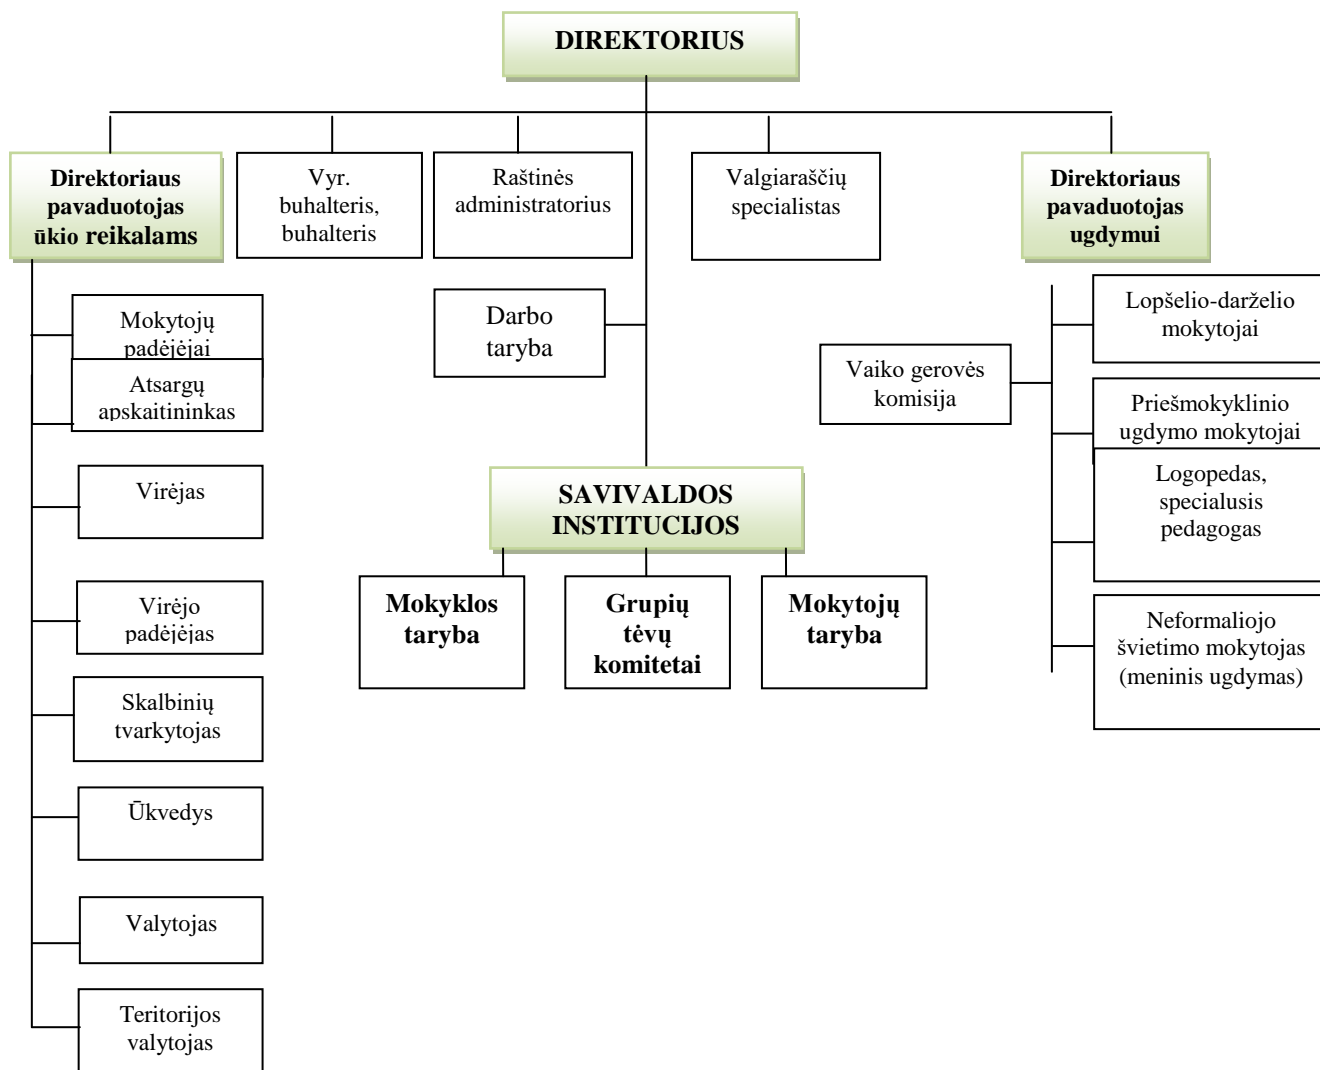 DIREKTORIUS
Direktoriaus
pavaduotojas
ūkio reikalams
Vyr.
buhalteris,
buhalteris
Raštinės
administratorius
Valgiaraščių
specialistas
Direktoriaus
pavaduotojas
ugdymui
Mokytojų
padėjėjai
Atsargų
apskaitininkas
Virėjas
Virėjo
padėjėjas
Skalbinių
tvarkytojas
Ūkvedys
Valytojas
Teritorijos
valytojas
Darbo
taryba
SAVIVALDOS
INSTITUCIJOS
Mokyklos
taryba
Grupių
tėvų
komitetai
Mokytojų
taryba
Vaiko gerovės
komisija
Lopšelio-darželio
mokytojai
Priešmokyklinio
ugdymo mokytojai
Logopedas,
specialusis
pedagogas
Neformaliojo
švietimo mokytojas
(meninis ugdymas)